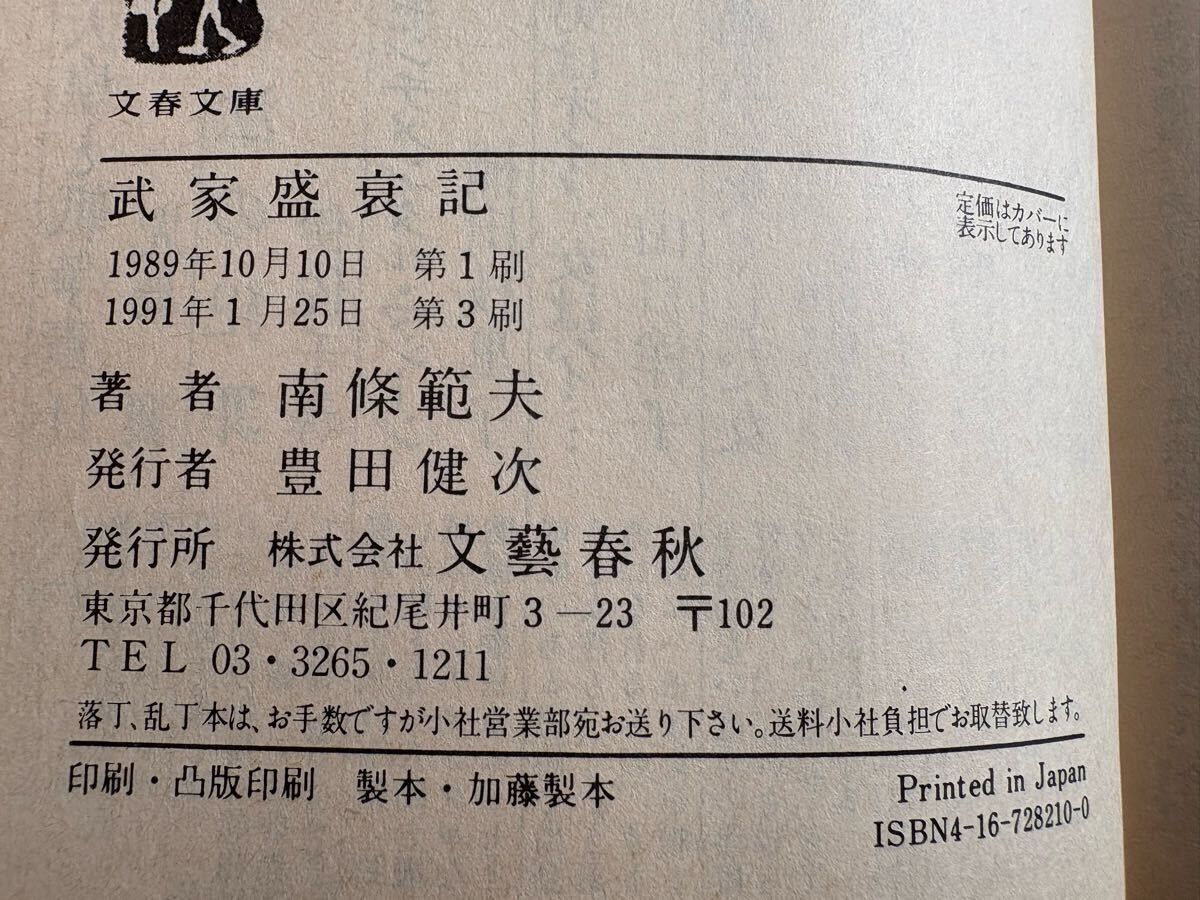 文春文庫
武家盛衰記
定価はカバーに
表示してあります
1989年10月10日 第1刷
1991年1月25日 第3刷
著者 南條範夫
発行者 豊田健次
発行所 株式会社 文藝春秋
東京都千代田区紀尾井町3―23 〒102
TEL 03・3265・1211
落丁、乱丁本は、お手数ですが小社営業部宛お送り下さい。送料小社負担でお取替致します。
印刷・凸版印刷 製本・加藤製本
Printed in Japan
ISBN4-16-728210-0